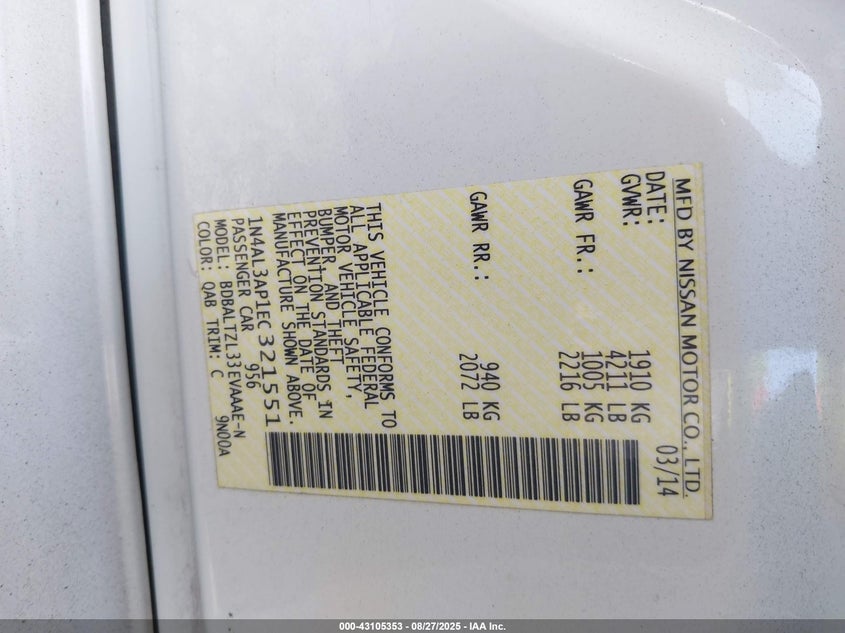 MFD BY NISSAN MOTOR CO., LTD.
DATE: 03/14
GVWR: 1910 KG
4211 LB
GAWR FR.: 1005 KG
2216 LB
GAWR RR.: 940 KG
2072 LB
THIS VEHICLE CONFORMS TO
ALL APPLICABLE FEDERAL
MOTOR VEHICLE SAFETY,
BUMPER, AND THEFT
PREVENTION STANDARDS IN
EFFECT ON THE DATE OF
MANUFACTURE SHOWN ABOVE.
1N4AL3AP1EC321551
PASSENGER CAR 956
MODEL: BDBALTZL33EVAAAE-N
COLOR: QAB TRIM: C 9N00A
000-43105353 - 08/27/2025 - IAA Inc.